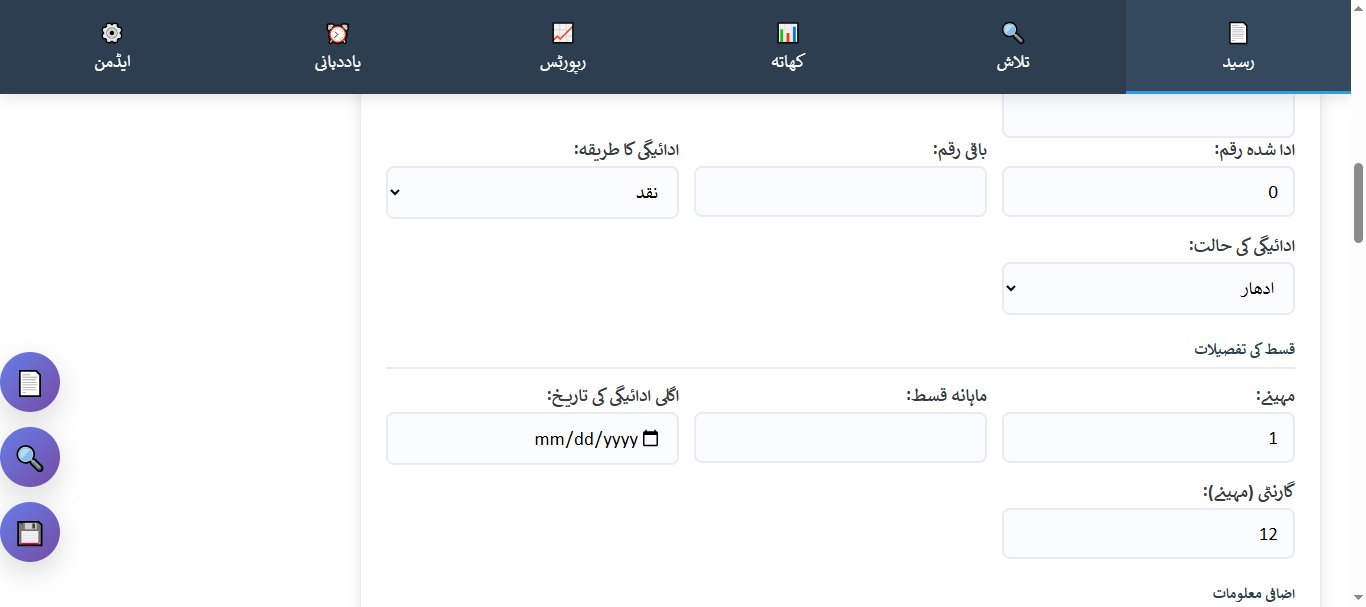 رسید
تلاش
کھاتہ
رپورٹس
یاددہانی
ایڈمن
ادا شدہ رقم:
باقی رقم:
ادائیگی کا طریقہ:
0
نقد
ادائیگی کی حالت:
ادھار
قسط کی تفصیلات
مہینے:
ماہانہ قسط:
اگلی ادائیگی کی تاریخ:
1
mm/dd/yyyy
گارنٹی (مہینے):
12
اضافی معلومات